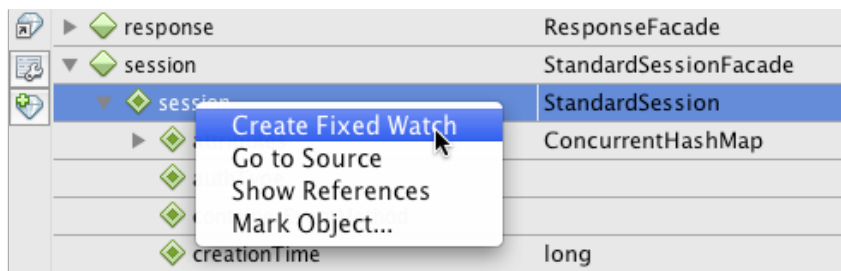 response ResponseFacade
session StandardSessionFacade
session StandardSession
Create Fixed Watch
ConcurrentHashMap
Go to Source
Show References
Mark Object...
creationTime long